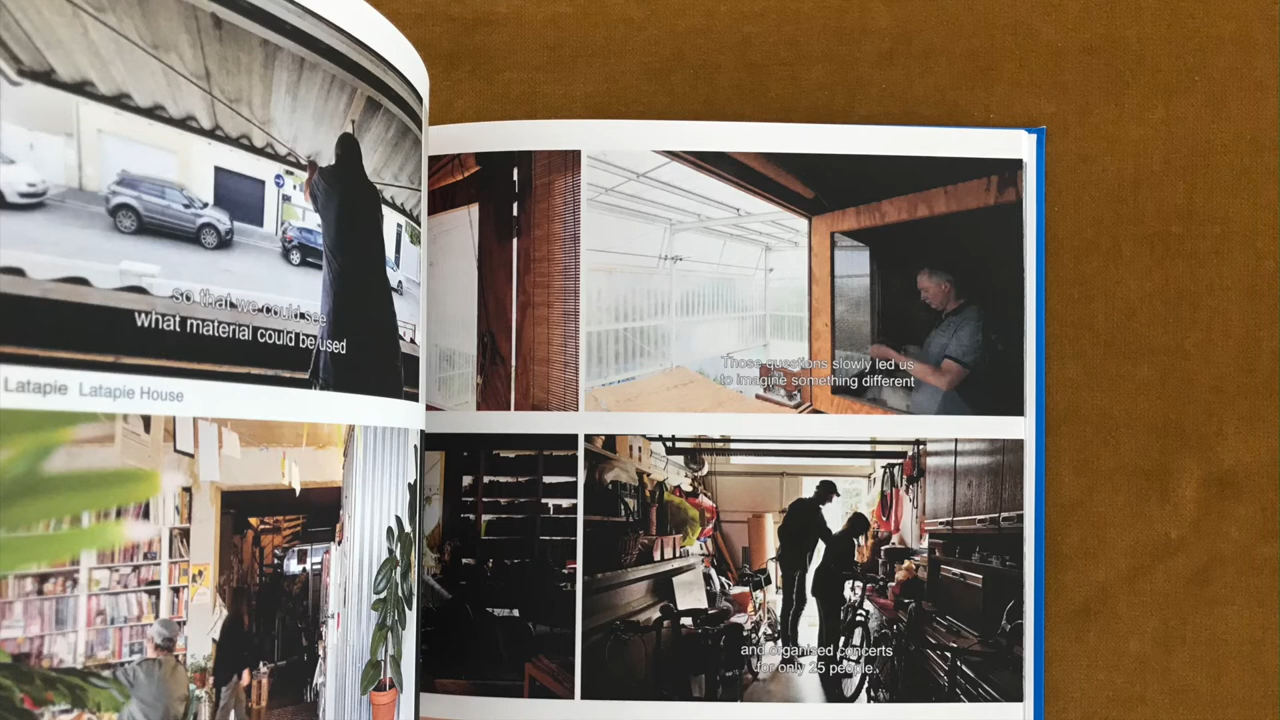 so that we could see
what material could be used
Latapie Latapie House
Those questions slowly led us
to imagine something different
and organised concerts
for only 25 people.